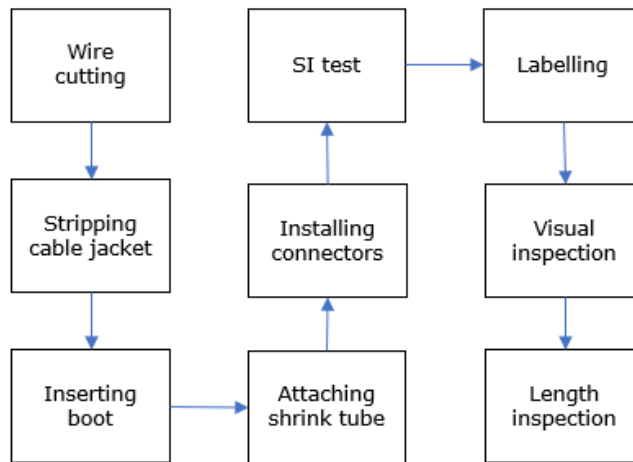 Wire
cutting
Stripping
cable jacket
Inserting
boot
Attaching
shrink tube
Installing
connectors
SI test
Labelling
Visual
inspection
Length
inspection